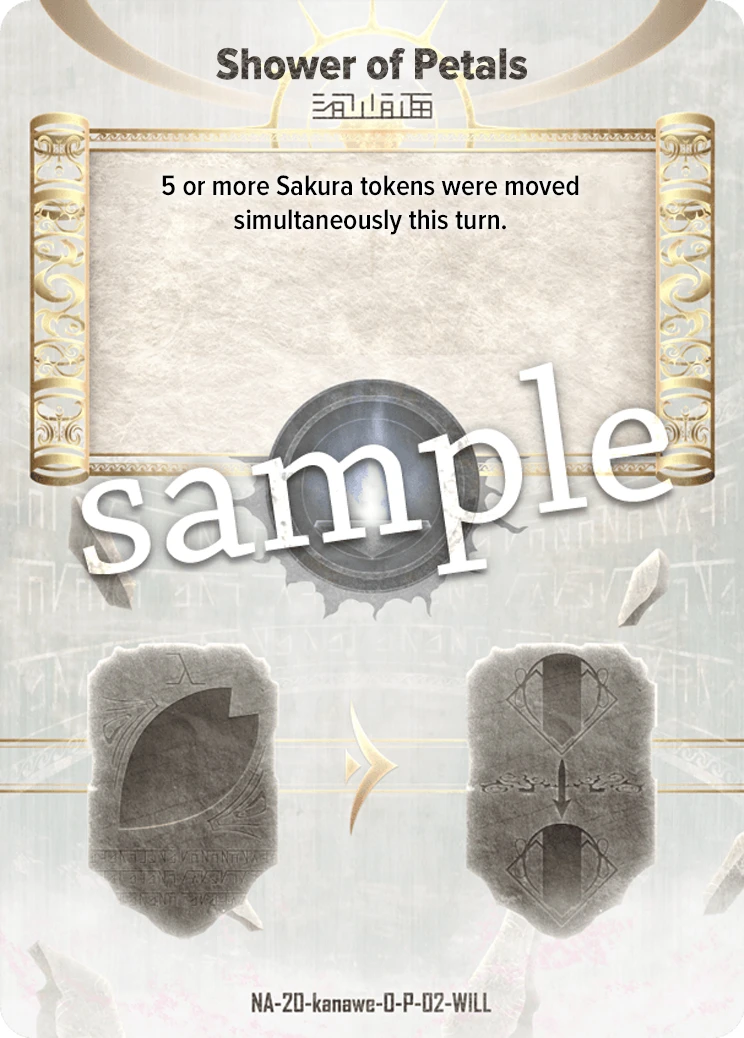 Shower of Petals
5 or more Sakura tokens were moved
simultaneously this turn.
sample
NA-20-kanawe-O-P-02-WILL